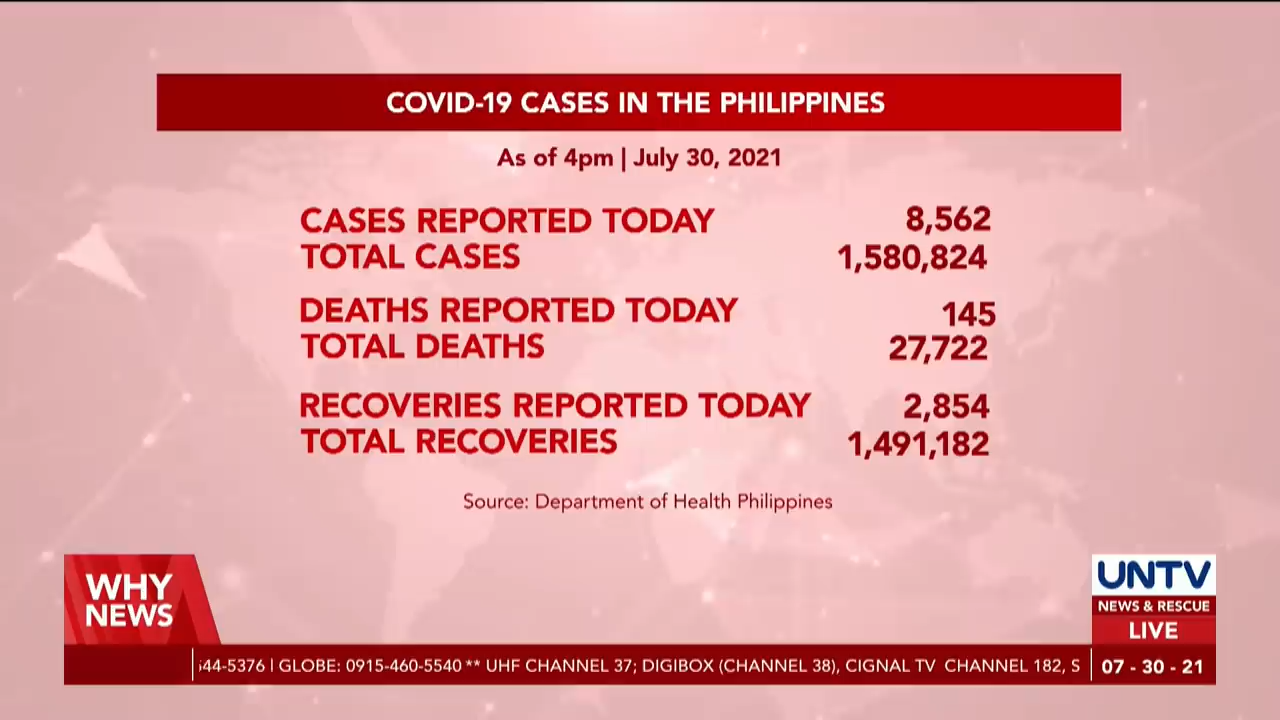 COVID-19 CASES IN THE PHILIPPINES
As of 4pm | July 30, 2021
CASES REPORTED TODAY 8,562
TOTAL CASES 1,580,824
DEATHS REPORTED TODAY 145
TOTAL DEATHS 27,722
RECOVERIES REPORTED TODAY 2,854
TOTAL RECOVERIES 1,491,182
Source: Department of Health Philippines
WHY
NEWS
UNTV
NEWS & RESCUE
LIVE
44-5376 | GLOBE: 0915-460-5540 ** UHF CHANNEL 37; DIGIBOX (CHANNEL 38), CIGNAL TV CHANNEL 182, S
07 - 30 - 21